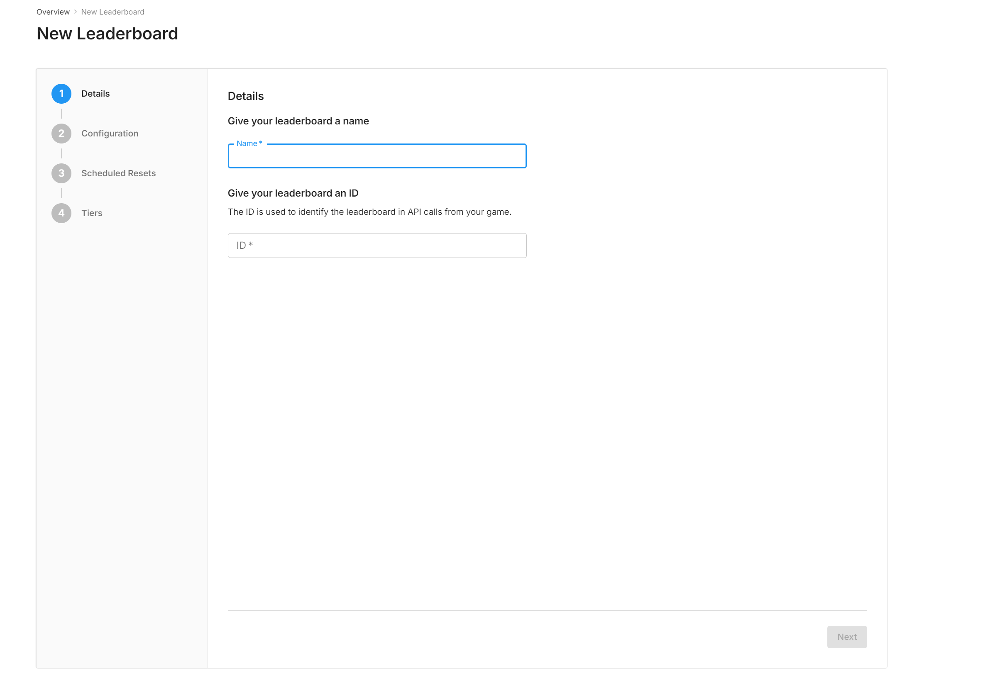 Overview > New Leaderboard
New Leaderboard
1 Details
2 Configuration
3 Scheduled Resets
4 Tiers
Details
Give your leaderboard a name
Name *
Give your leaderboard an ID
The ID is used to identify the leaderboard in API calls from your game.
ID *
Next